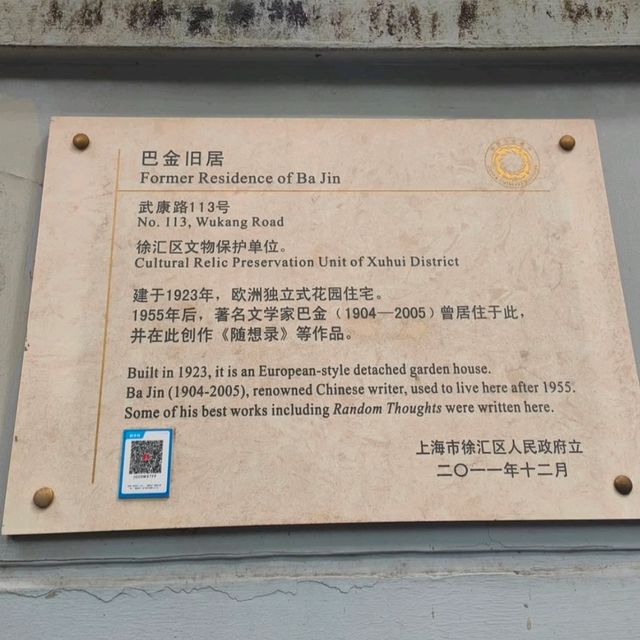 巴金旧居
Former Residence of Ba Jin
武康路113号
No. 113, Wukang Road
徐汇区文物保护单位。
Cultural Relic Preservation Unit of Xuhui District
建于1923年，欧洲独立式花园住宅。
1955年后，著名文学家巴金（1904—2005）曾居住于此，
并在此创作《随想录》等作品。
Built in 1923, it is an European-style detached garden house.
Ba Jin (1904-2005), renowned Chinese writer, used to live here after 1955.
Some of his best works including Random Thoughts were written here.
上海市徐汇区人民政府立
二〇一一年十二月